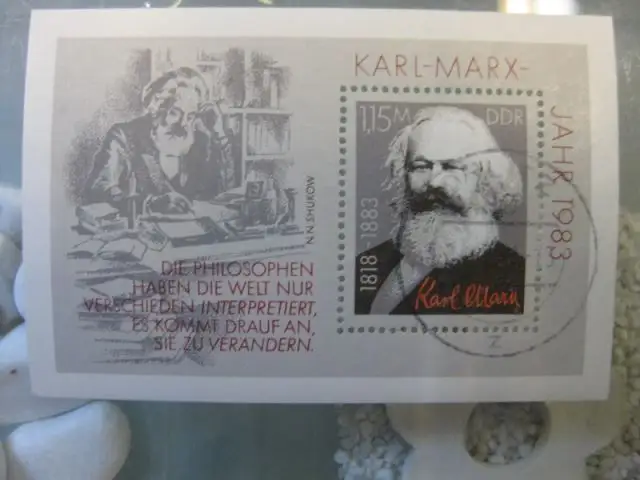 KARL-MARX-
JAHR 1983
1,15M DDR
1818 - 1883
Karl Marx
N.N.SHUKOW
DIE PHILOSOPHEN
HABEN DIE WELT NUR
VERSCHIEDEN INTERPRETIERT,
ES KOMMT DRAUF AN,
SIE ZU VERÄNDERN.
Z